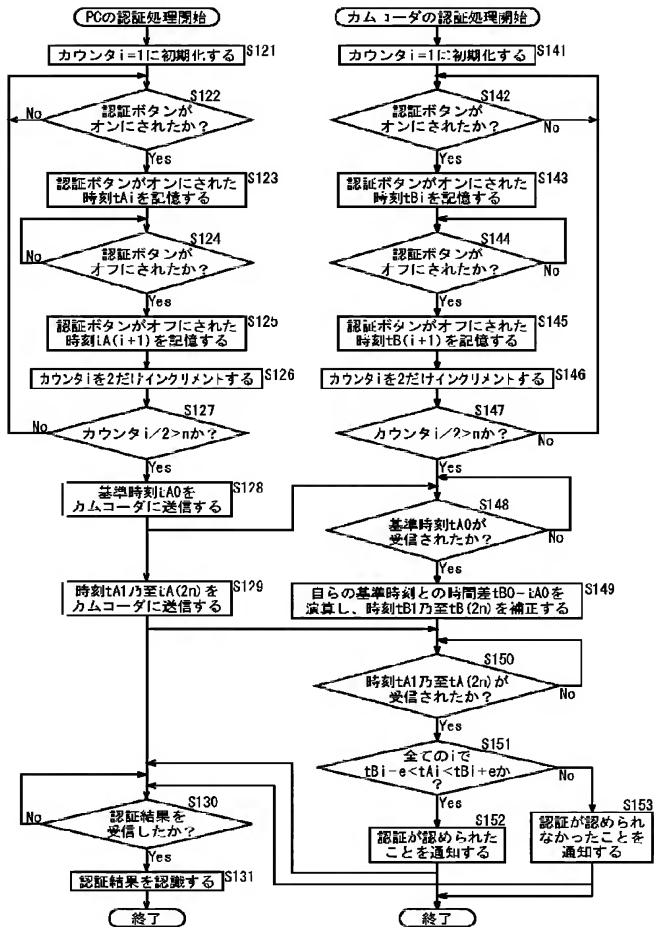 PCの認証処理開始
カウンタi=1に初期化する
S121
S122
認証ボタンが
オンにされたか？
No
Yes
認証ボタンがオンにされた
時刻tAiを記憶する
S123
S124
認証ボタンが
オフにされたか？
No
Yes
認証ボタンがオフにされた
時刻tA(i+1)を記憶する
S125
カウンタiを2だけインクリメントする
S126
S127
カウンタi/2>nか？
No
Yes
基準時刻tA0を
カムコーダに送信する
S128
時刻tA1乃至tA(2n)を
カムコーダに送信する
S129
S130
認証結果を
受信したか？
No
Yes
認証結果を認識する
S131
終了
カムコーダの認証処理開始
カウンタi=1に初期化する
S141
S142
認証ボタンが
オンにされたか？
No
Yes
認証ボタンがオンにされた
時刻tBiを記憶する
S143
S144
認証ボタンが
オフにされたか？
No
Yes
認証ボタンがオフにされた
時刻tB(i+1)を記憶する
S145
カウンタiを2だけインクリメントする
S146
S147
カウンタi/2>nか？
No
Yes
S148
基準時刻tA0が
受信されたか？
No
Yes
自らの基準時刻との時間差tB0-tA0を
演算し、時刻tB1乃至tB(2n)を補正する
S149
S150
時刻tA1乃至tA(2n)が
受信されたか？
No
Yes
S151
全てのiで
tBi-e<tAi<tBi+eか
？
No
Yes
S152
認証が認められた
ことを通知する
S153
認証が認められ
なかったことを
通知する
終了